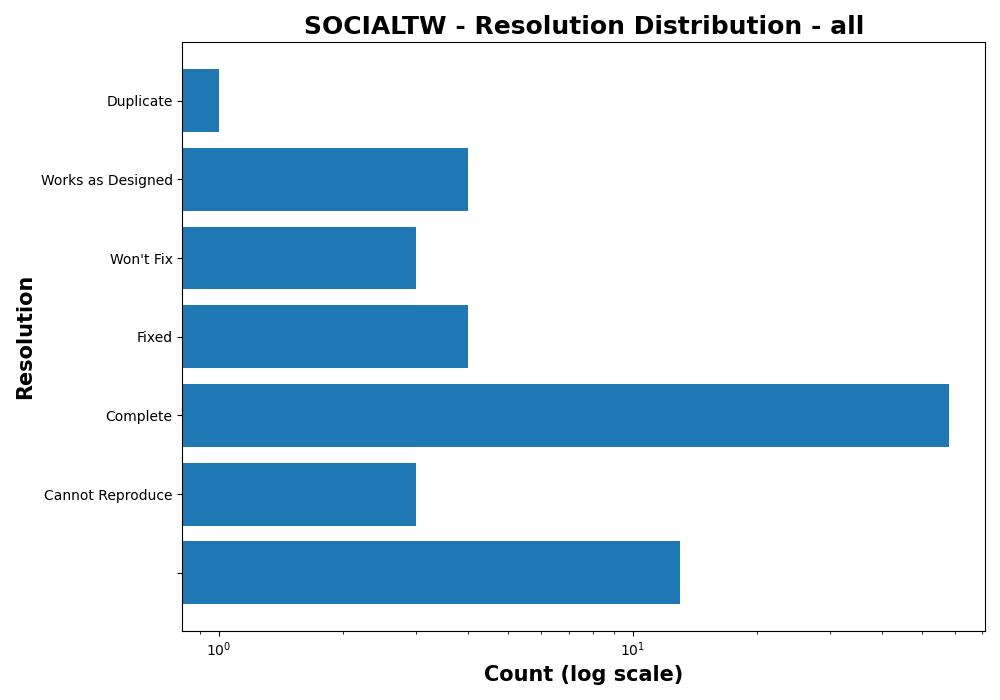 SOCIALTW - Resolution Distribution - all
Duplicate
Works as Designed
Won't Fix
Fixed
Complete
Cannot Reproduce
Resolution
10⁰ 10¹
Count (log scale)